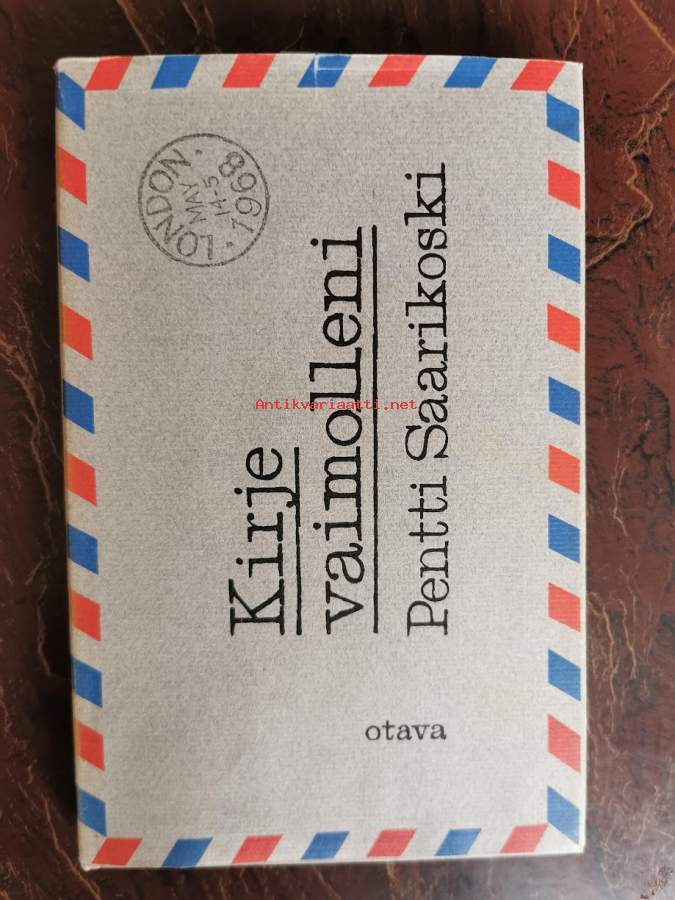 LONDON.
MAY
14-5
.1968
Kirje
vaimolleni
Pentti Saarikoski
otava
Antikvariaatti.net